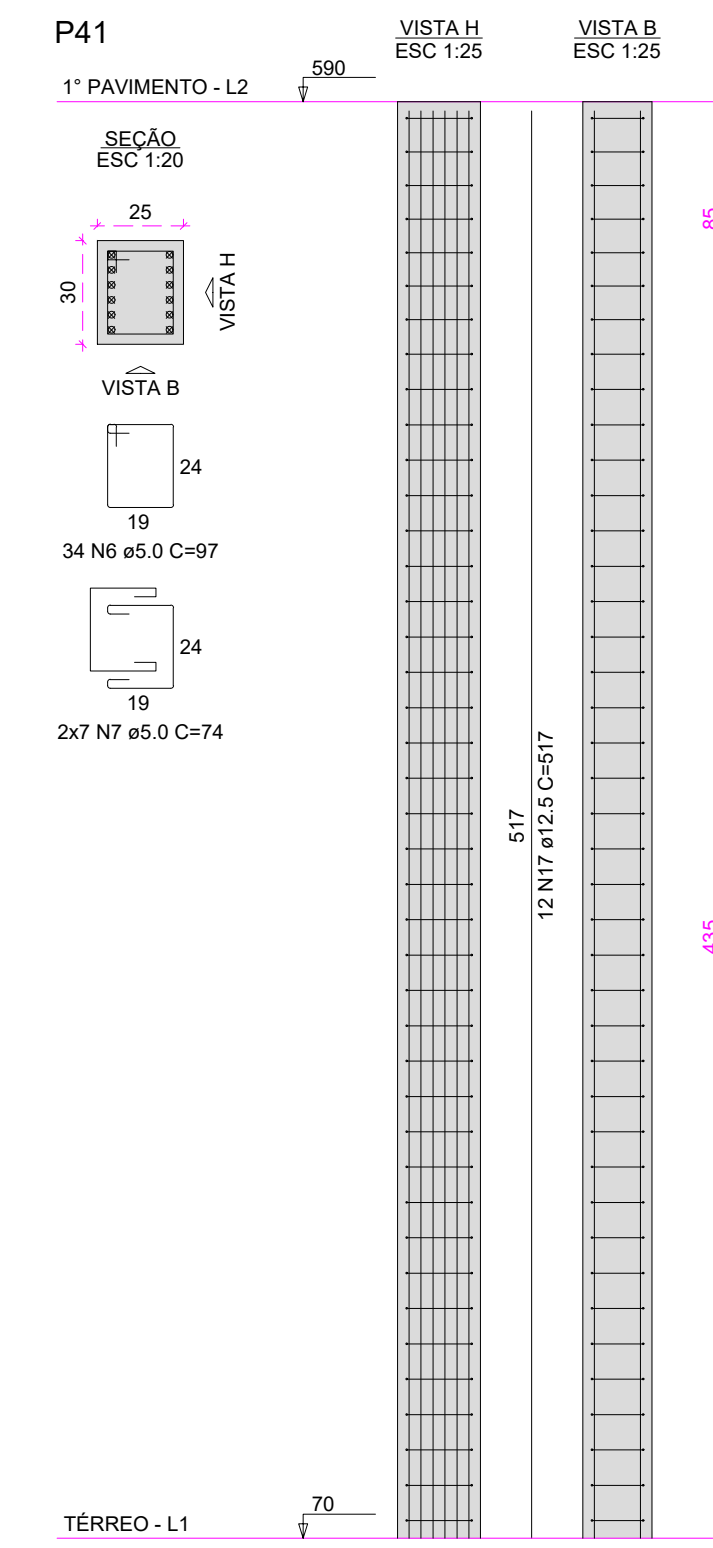 P41
VISTA H
ESC 1:25
VISTA B
ESC 1:25
1° PAVIMENTO - L2
590
SEÇÃO
ESC 1:20
25
30
VISTA H
VISTA B
24
19
34 N6 ø5.0 C=97
24
19
2x7 N7 ø5.0 C=74
517
12 N17 ø12.5 C=517
85
435
TÉRREO - L1
70